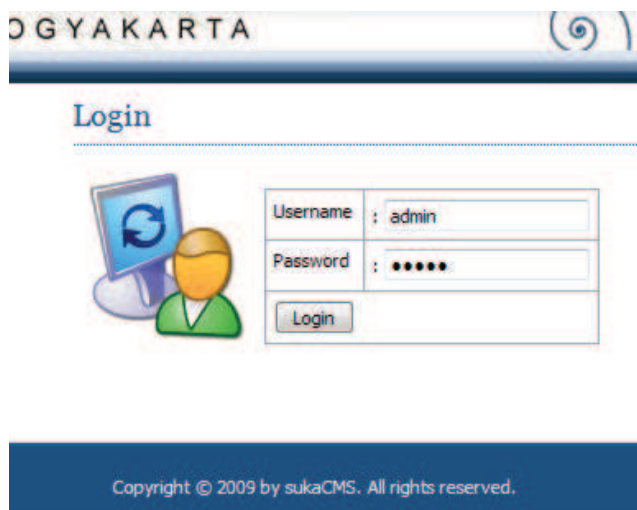 OGYAKARTA
Login
Username : admin
Password : •••••
Login
Copyright © 2009 by sukaCMS. All rights reserved.